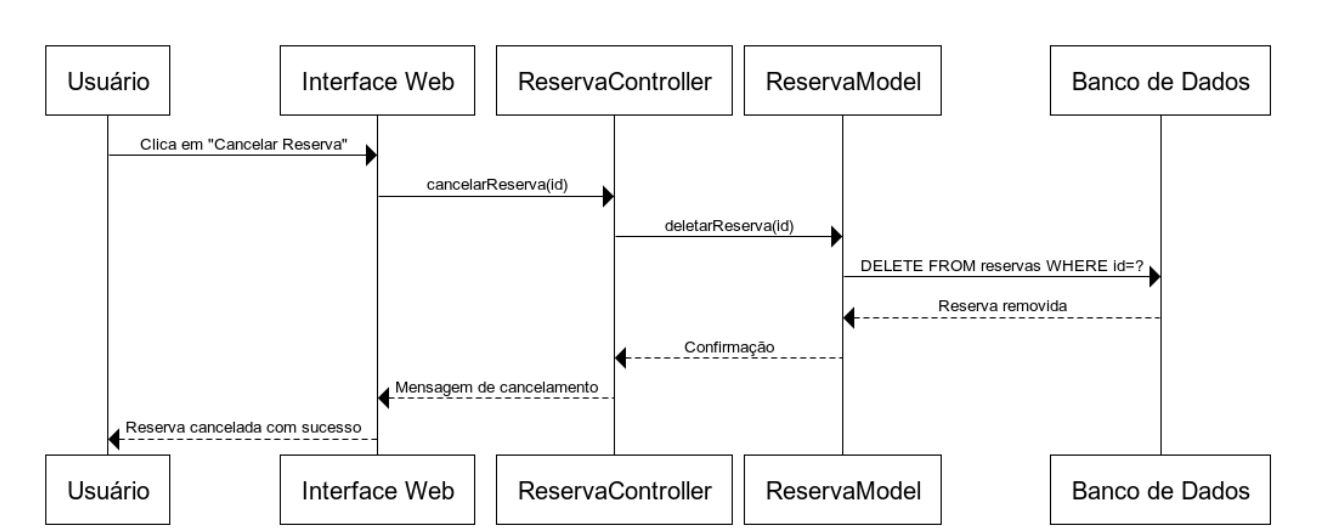 Usuário
Interface Web
ReservaController
ReservaModel
Banco de Dados
Clica em "Cancelar Reserva"
cancelarReserva(id)
deletarReserva(id)
DELETE FROM reservas WHERE id=?
Reserva removida
Confirmação
Mensagem de cancelamento
Reserva cancelada com sucesso
Usuário
Interface Web
ReservaController
ReservaModel
Banco de Dados